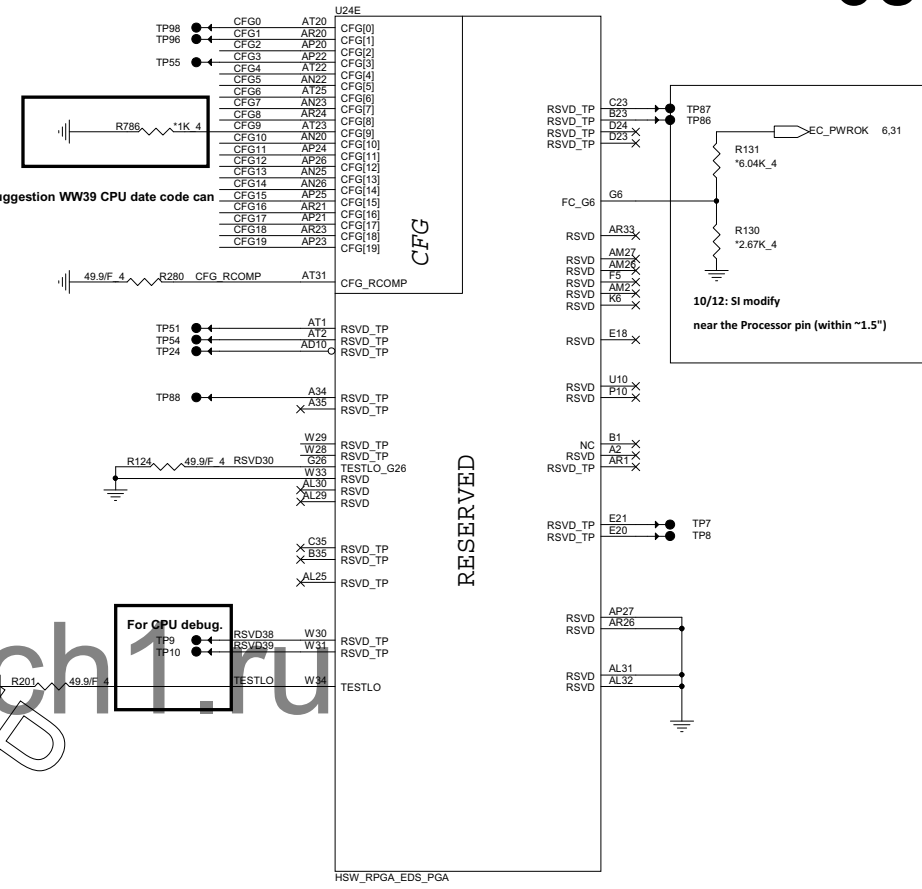 U24E
TP98 CFG0 AT20 CFG[0]
TP96 CFG1 AR20 CFG[1]
CFG2 AP20 CFG[2]
TP55 CFG3 AP22 CFG[3]
CFG4 AT22 CFG[4]
CFG5 AN22 CFG[5]
CFG6 AT25 CFG[6]
CFG7 AN23 CFG[7]
CFG8 AR24 CFG[8]
R786 *1K_4 CFG9 AT23 CFG[9]
CFG10 AN20 CFG[10]
CFG11 AP24 CFG[11]
CFG12 AP26 CFG[12]
CFG13 AN25 CFG[13]
CFG14 AN26 CFG[14]
uggestion WW39 CPU date code can
CFG15 AP25 CFG[15]
CFG16 AR21 CFG[16]
CFG17 AP21 CFG[17]
CFG18 AR23 CFG[18]
CFG19 AP23 CFG[19]
CFG
49.9/F_4 R280 CFG_RCOMP AT31 CFG_RCOMP
TP51 AT1 RSVD_TP
TP54 AT2 RSVD_TP
TP24 AD10 RSVD_TP
TP88 A34 RSVD_TP
A35 RSVD_TP
W29 RSVD_TP
W28 RSVD_TP
R124 49.9/F_4 RSVD30 G26 TESTLO_G26
W33 RSVD
AL30 RSVD
AL29 RSVD
C35 RSVD_TP
B35 RSVD_TP
AL25 RSVD_TP
For CPU debug.
TP9 RSVD38 W30 RSVD_TP
TP10 RSVD39 W31 RSVD_TP
R201 49.9/F_4 TESTLO W34 TESTLO
ch1.ru
RESERVED
RSVD_TP C23 TP87
RSVD_TP B23 TP86
RSVD_TP D24
RSVD_TP D23
EC_PWROK 6,31
R131
*6.04K_4
FC_G6 G6
R130
*2.67K_4
10/12: SI modify
near the Processor pin (within ~1.5")
RSVD AR33
RSVD AM27
RSVD AM26
RSVD F5
RSVD AM2
RSVD K6
RSVD E18
RSVD U10
RSVD P10
NC B1
RSVD A2
RSVD_TP AR1
RSVD_TP E21 TP7
RSVD_TP E20 TP8
RSVD AP27
RSVD AR26
RSVD AL31
RSVD AL32
HSW_RPGA_EDS_PGA